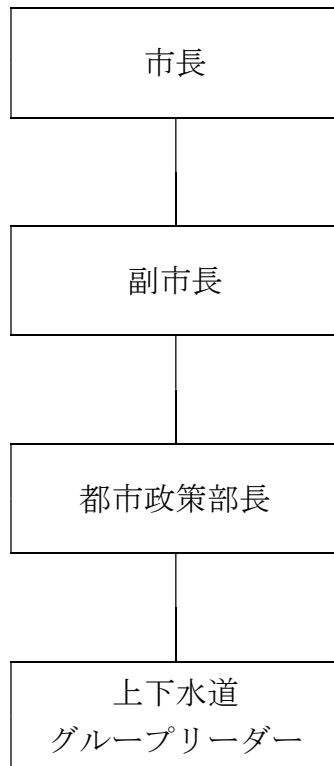 市長
副市長
都市政策部長
上下水道
グループリーダー